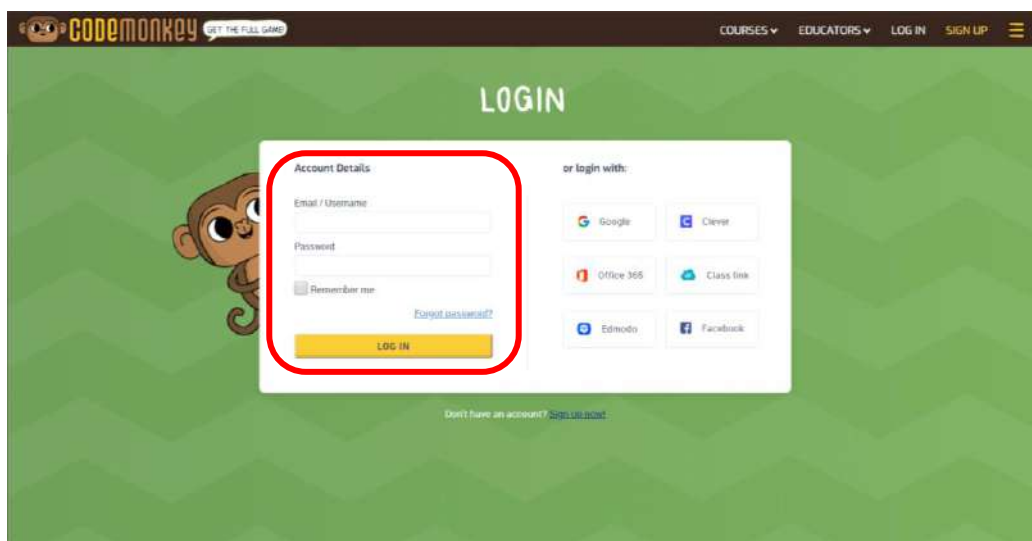 CODEMONKEY GET THE FULL GAME! COURSES EDUCATORS LOG IN SIGN UP
LOGIN
Account Details
Email / Username
Password
Remember me
Forgot password?
LOG IN
or login with:
Google Clever
Office 365 Class link
Edmodo Facebook
Don't have an account? Sign up now!